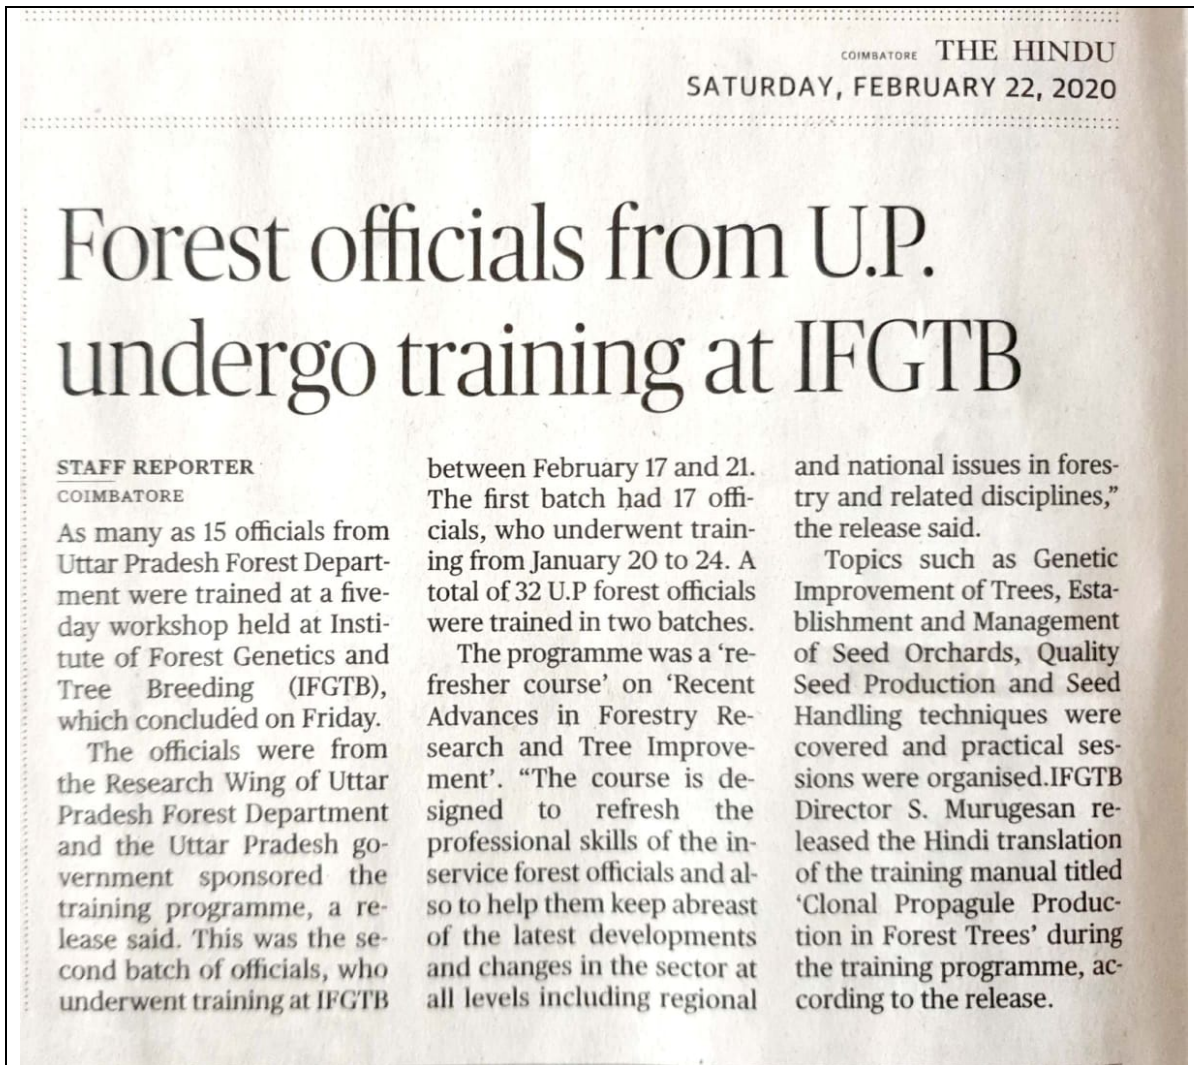 COIMBATORE THE HINDU
SATURDAY, FEBRUARY 22, 2020
Forest officials from U.P.
undergo training at IFGTB
STAFF REPORTER
COIMBATORE
As many as 15 officials from
Uttar Pradesh Forest Depart-
ment were trained at a five-
day workshop held at Insti-
tute of Forest Genetics and
Tree Breeding (IFGTB),
which concluded on Friday.
The officials were from
the Research Wing of Uttar
Pradesh Forest Department
and the Uttar Pradesh go-
vernment sponsored the
training programme, a re-
lease said. This was the se-
cond batch of officials, who
underwent training at IFGTB
between February 17 and 21.
The first batch had 17 offi-
cials, who underwent train-
ing from January 20 to 24. A
total of 32 U.P forest officials
were trained in two batches.
The programme was a ‘re-
fresher course’ on ‘Recent
Advances in Forestry Re-
search and Tree Improve-
ment’. “The course is de-
signed to refresh the
professional skills of the in-
service forest officials and al-
so to help them keep abreast
of the latest developments
and changes in the sector at
all levels including regional
and national issues in fores-
try and related disciplines,”
the release said.
Topics such as Genetic
Improvement of Trees, Esta-
blishment and Management
of Seed Orchards, Quality
Seed Production and Seed
Handling techniques were
covered and practical ses-
sions were organised.IFGTB
Director S. Murugesan re-
leased the Hindi translation
of the training manual titled
‘Clonal Propagule Produc-
tion in Forest Trees’ during
the training programme, ac-
cording to the release.